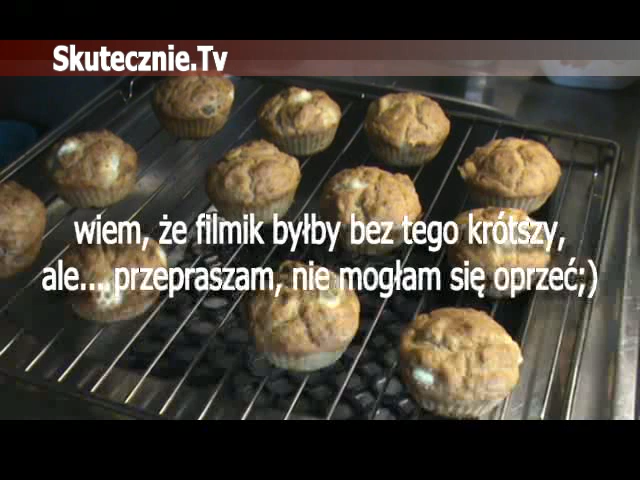 Skutecznie.Tv
wiem, że filmik byłby bez tego krótszy,
ale... przepraszam, nie mogłam się oprzeć;)